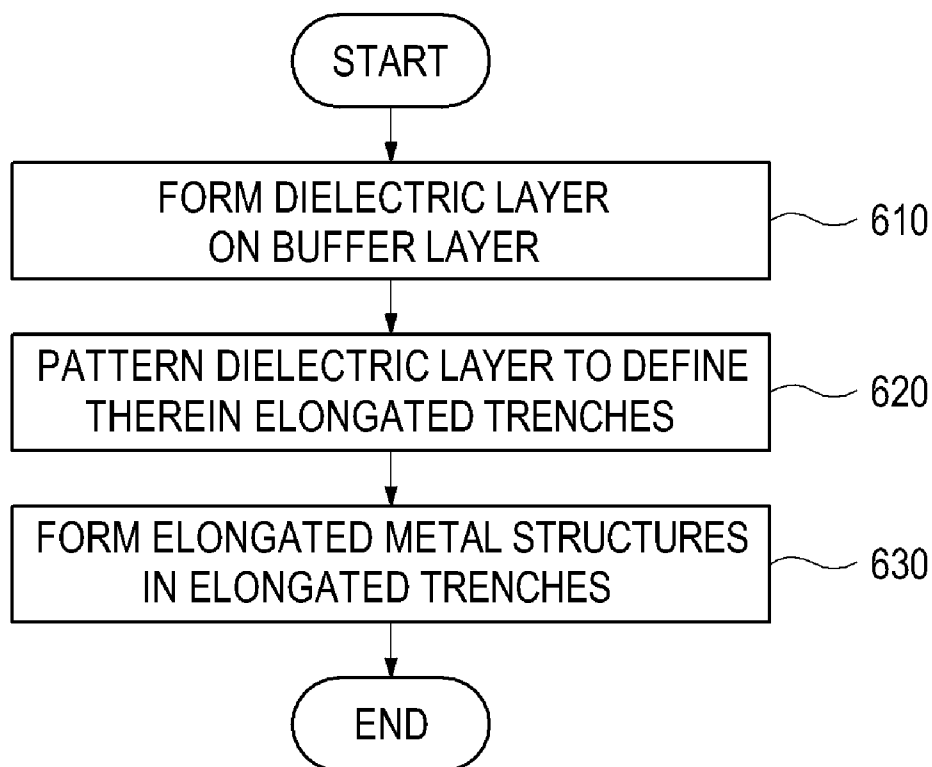 START
FORM DIELECTRIC LAYER
ON BUFFER LAYER
610
PATTERN DIELECTRIC LAYER TO DEFINE
THEREIN ELONGATED TRENCHES
620
FORM ELONGATED METAL STRUCTURES
IN ELONGATED TRENCHES
630
END